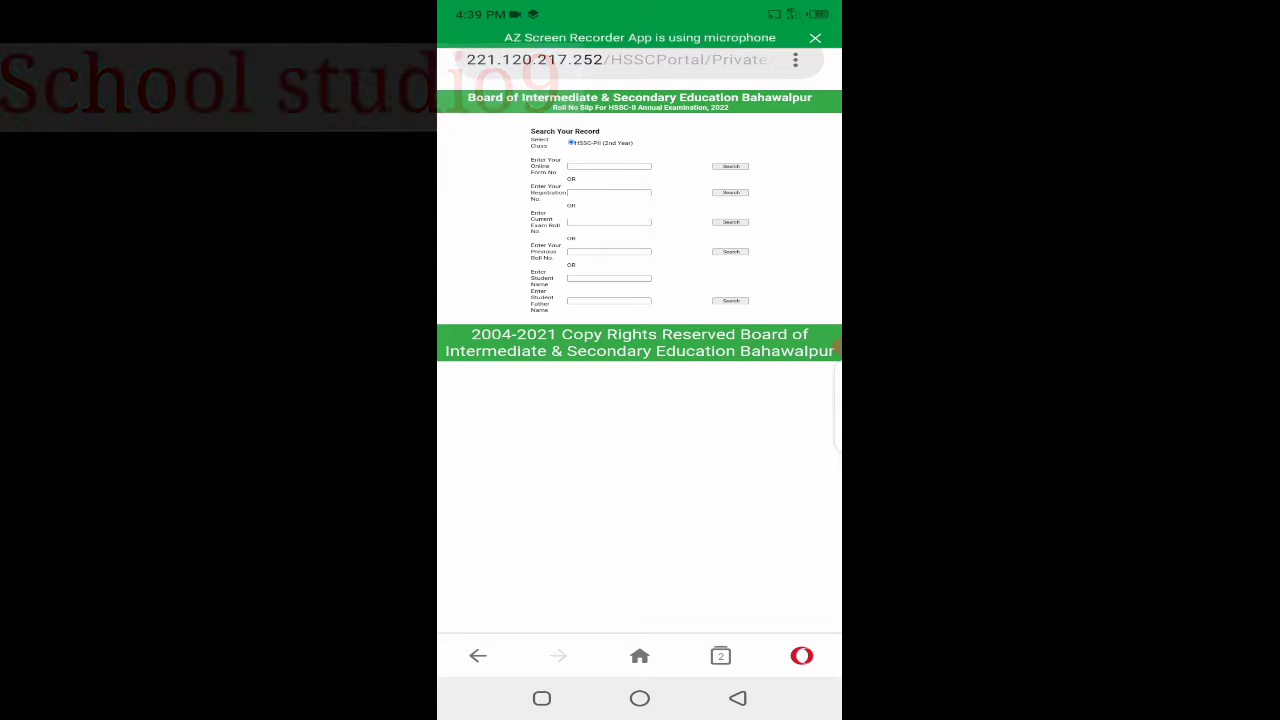 4:39 PM
AZ Screen Recorder App is using microphone
School studio9
221.120.217.252/HSSCPortal/Private/
Board of Intermediate & Secondary Education Bahawalpur
Roll No Slip For HSSC-II Annual Examination, 2022
Search Your Record
Select
Class
HSSC-PII (2nd Year)
Enter Your
Online
Form No.
Search
OR
Enter Your
Registration
No.
Search
OR
Enter
Current
Exam Roll
No.
Search
OR
Enter Your
Previous
Roll No.
Search
OR
Enter
Student
Name
Enter
Student
Father
Name
Search
2004-2021 Copy Rights Reserved Board of
Intermediate & Secondary Education Bahawalpur
2